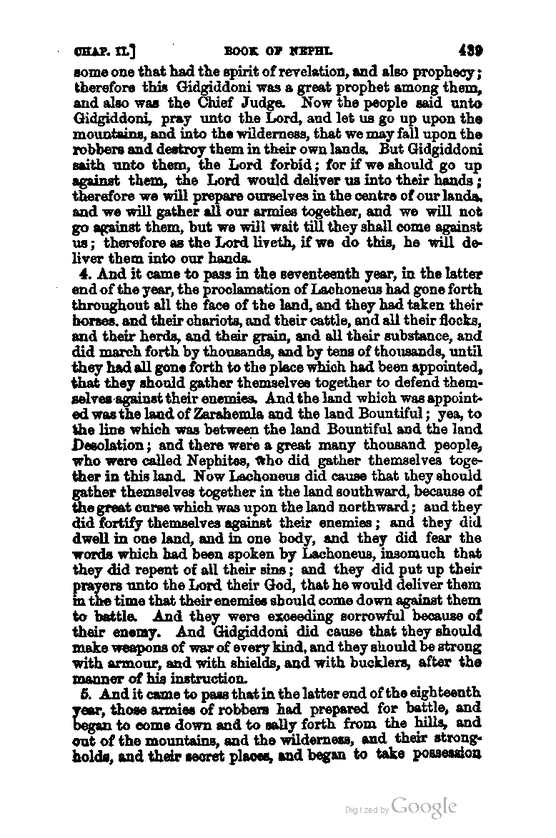 CHAP. II.] BOOK OF NEPHI. 439
some one that had the spirit of revelation, and also prophecy;
therefore this Gidgiddoni was a great prophet among them,
and also was the Chief Judge. Now the people said unto
Gidgiddoni, pray unto the Lord, and let us go up upon the
mountains, and into the wilderness, that we may fall upon the
robbers and destroy them in their own lands. But Gidgiddoni
saith unto them, the Lord forbid; for if we should go up
against them, the Lord would deliver us into their hands;
therefore we will prepare ourselves in the centre of our lands,
and we will gather all our armies together, and we will not
go against them, but we will wait till they shall come against
us; therefore as the Lord liveth, if we do this, he will de-
liver them into our hands.
4. And it came to pass in the seventeenth year, in the latter
end of the year, the proclamation of Lachoneus had gone forth
throughout all the face of the land, and they had taken their
horses, and their chariots, and their cattle, and all their flocks,
and their herds, and their grain, and all their substance, and
did march forth by thousands, and by tens of thousands, until
they had all gone forth to the place which had been appointed,
that they should gather themselves together to defend them-
selves against their enemies. And the land which was appoint-
ed was the land of Zarahemla and the land Bountiful; yea, to
the line which was between the land Bountiful and the land
Desolation; and there were a great many thousand people,
who were called Nephites, who did gather themselves toge-
ther in this land. Now Lachoneus did cause that they should
gather themselves together in the land southward, because of
the great curse which was upon the land northward; and they
did fortify themselves against their enemies; and they did
dwell in one land, and in one body, and they did fear the
words which had been spoken by Lachoneus, insomuch that
they did repent of all their sins; and they did put up their
prayers unto the Lord their God, that he would deliver them
in the time that their enemies should come down against them
to battle. And they were exceeding sorrowful because of
their enemy. And Gidgiddoni did cause that they should
make weapons of war of every kind, and they should be strong
with armour, and with shields, and with bucklers, after the
manner of his instruction.
5. And it came to pass that in the latter end of the eighteenth
year, those armies of robbers had prepared for battle, and
began to come down and to sally forth from the hills, and
out of the mountains, and the wilderness, and their strong-
holds, and their secret places, and began to take possession
Digitized by Google